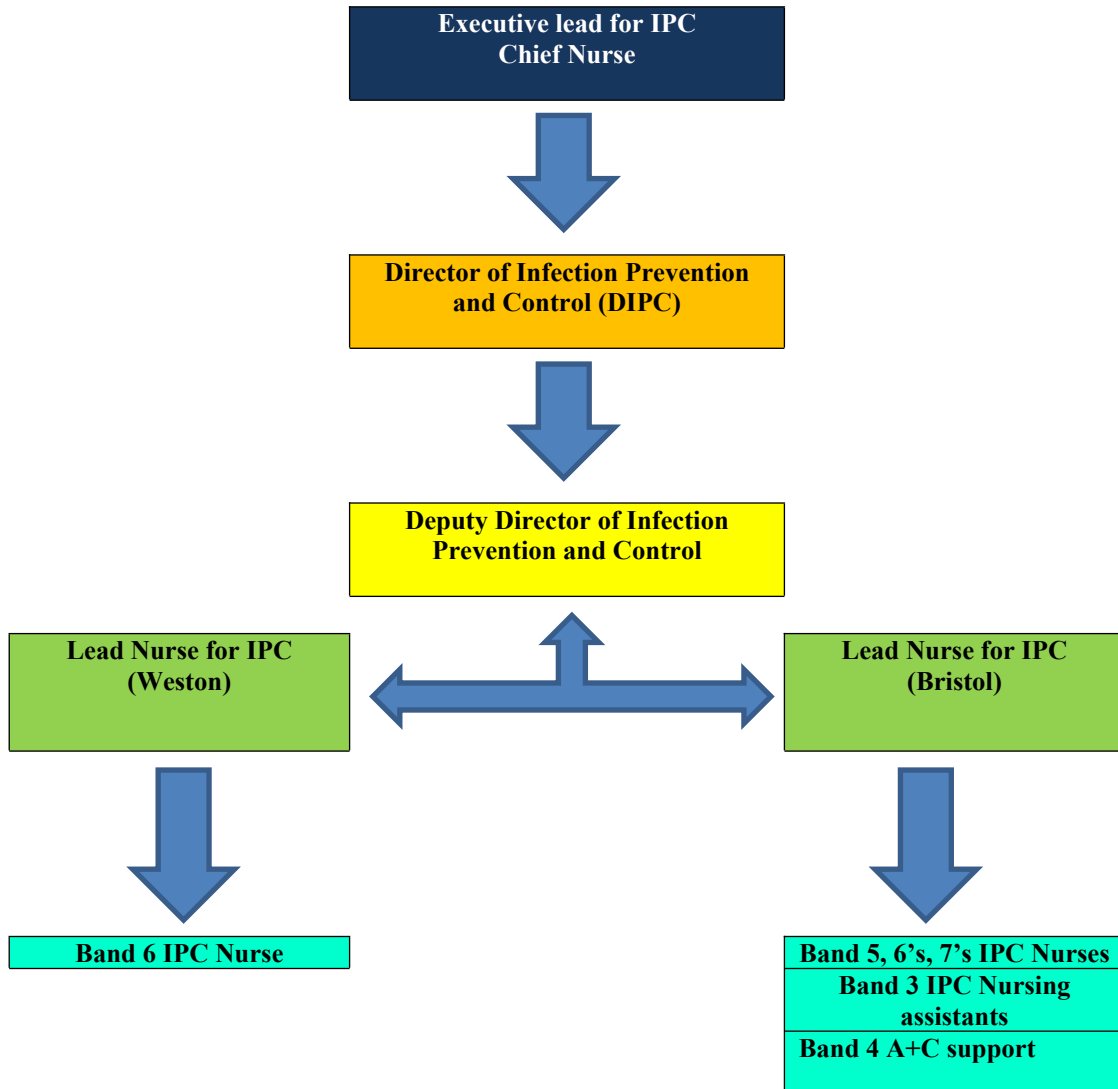 Executive lead for IPC
Chief Nurse
Director of Infection Prevention
and Control (DIPC)
Deputy Director of Infection
Prevention and Control
Lead Nurse for IPC
(Weston)
Lead Nurse for IPC
(Bristol)
Band 6 IPC Nurse
Band 5, 6’s, 7’s IPC Nurses
Band 3 IPC Nursing
assistants
Band 4 A+C support